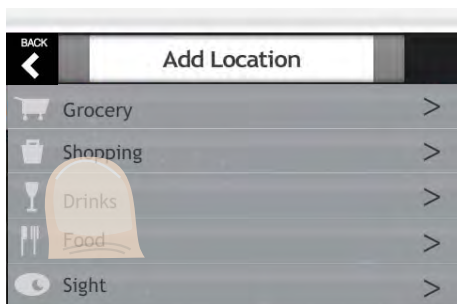 BACK
Add Location
Grocery
Shopping
Drinks
Food
Sight